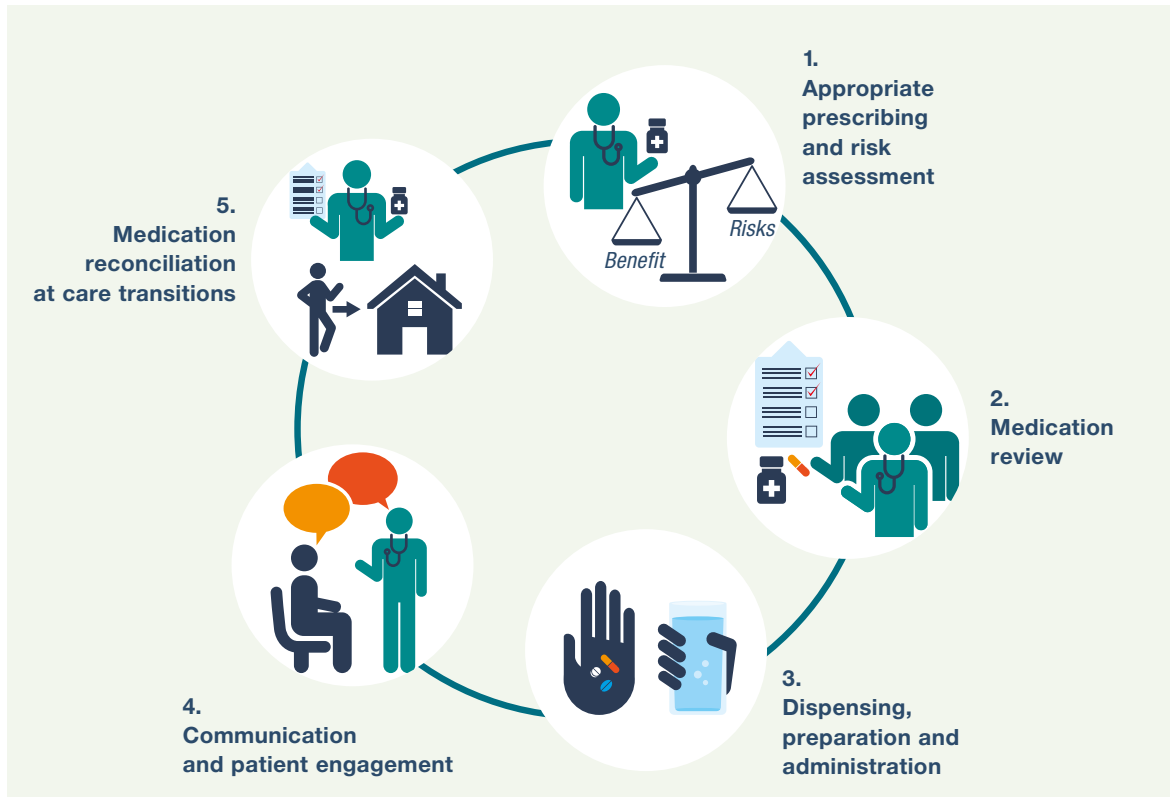 1.
Appropriate
prescribing
and risk
assessment
Benefit
Risks
2.
Medication
review
3.
Dispensing,
preparation and
administration
4.
Communication
and patient engagement
5.
Medication
reconciliation
at care transitions